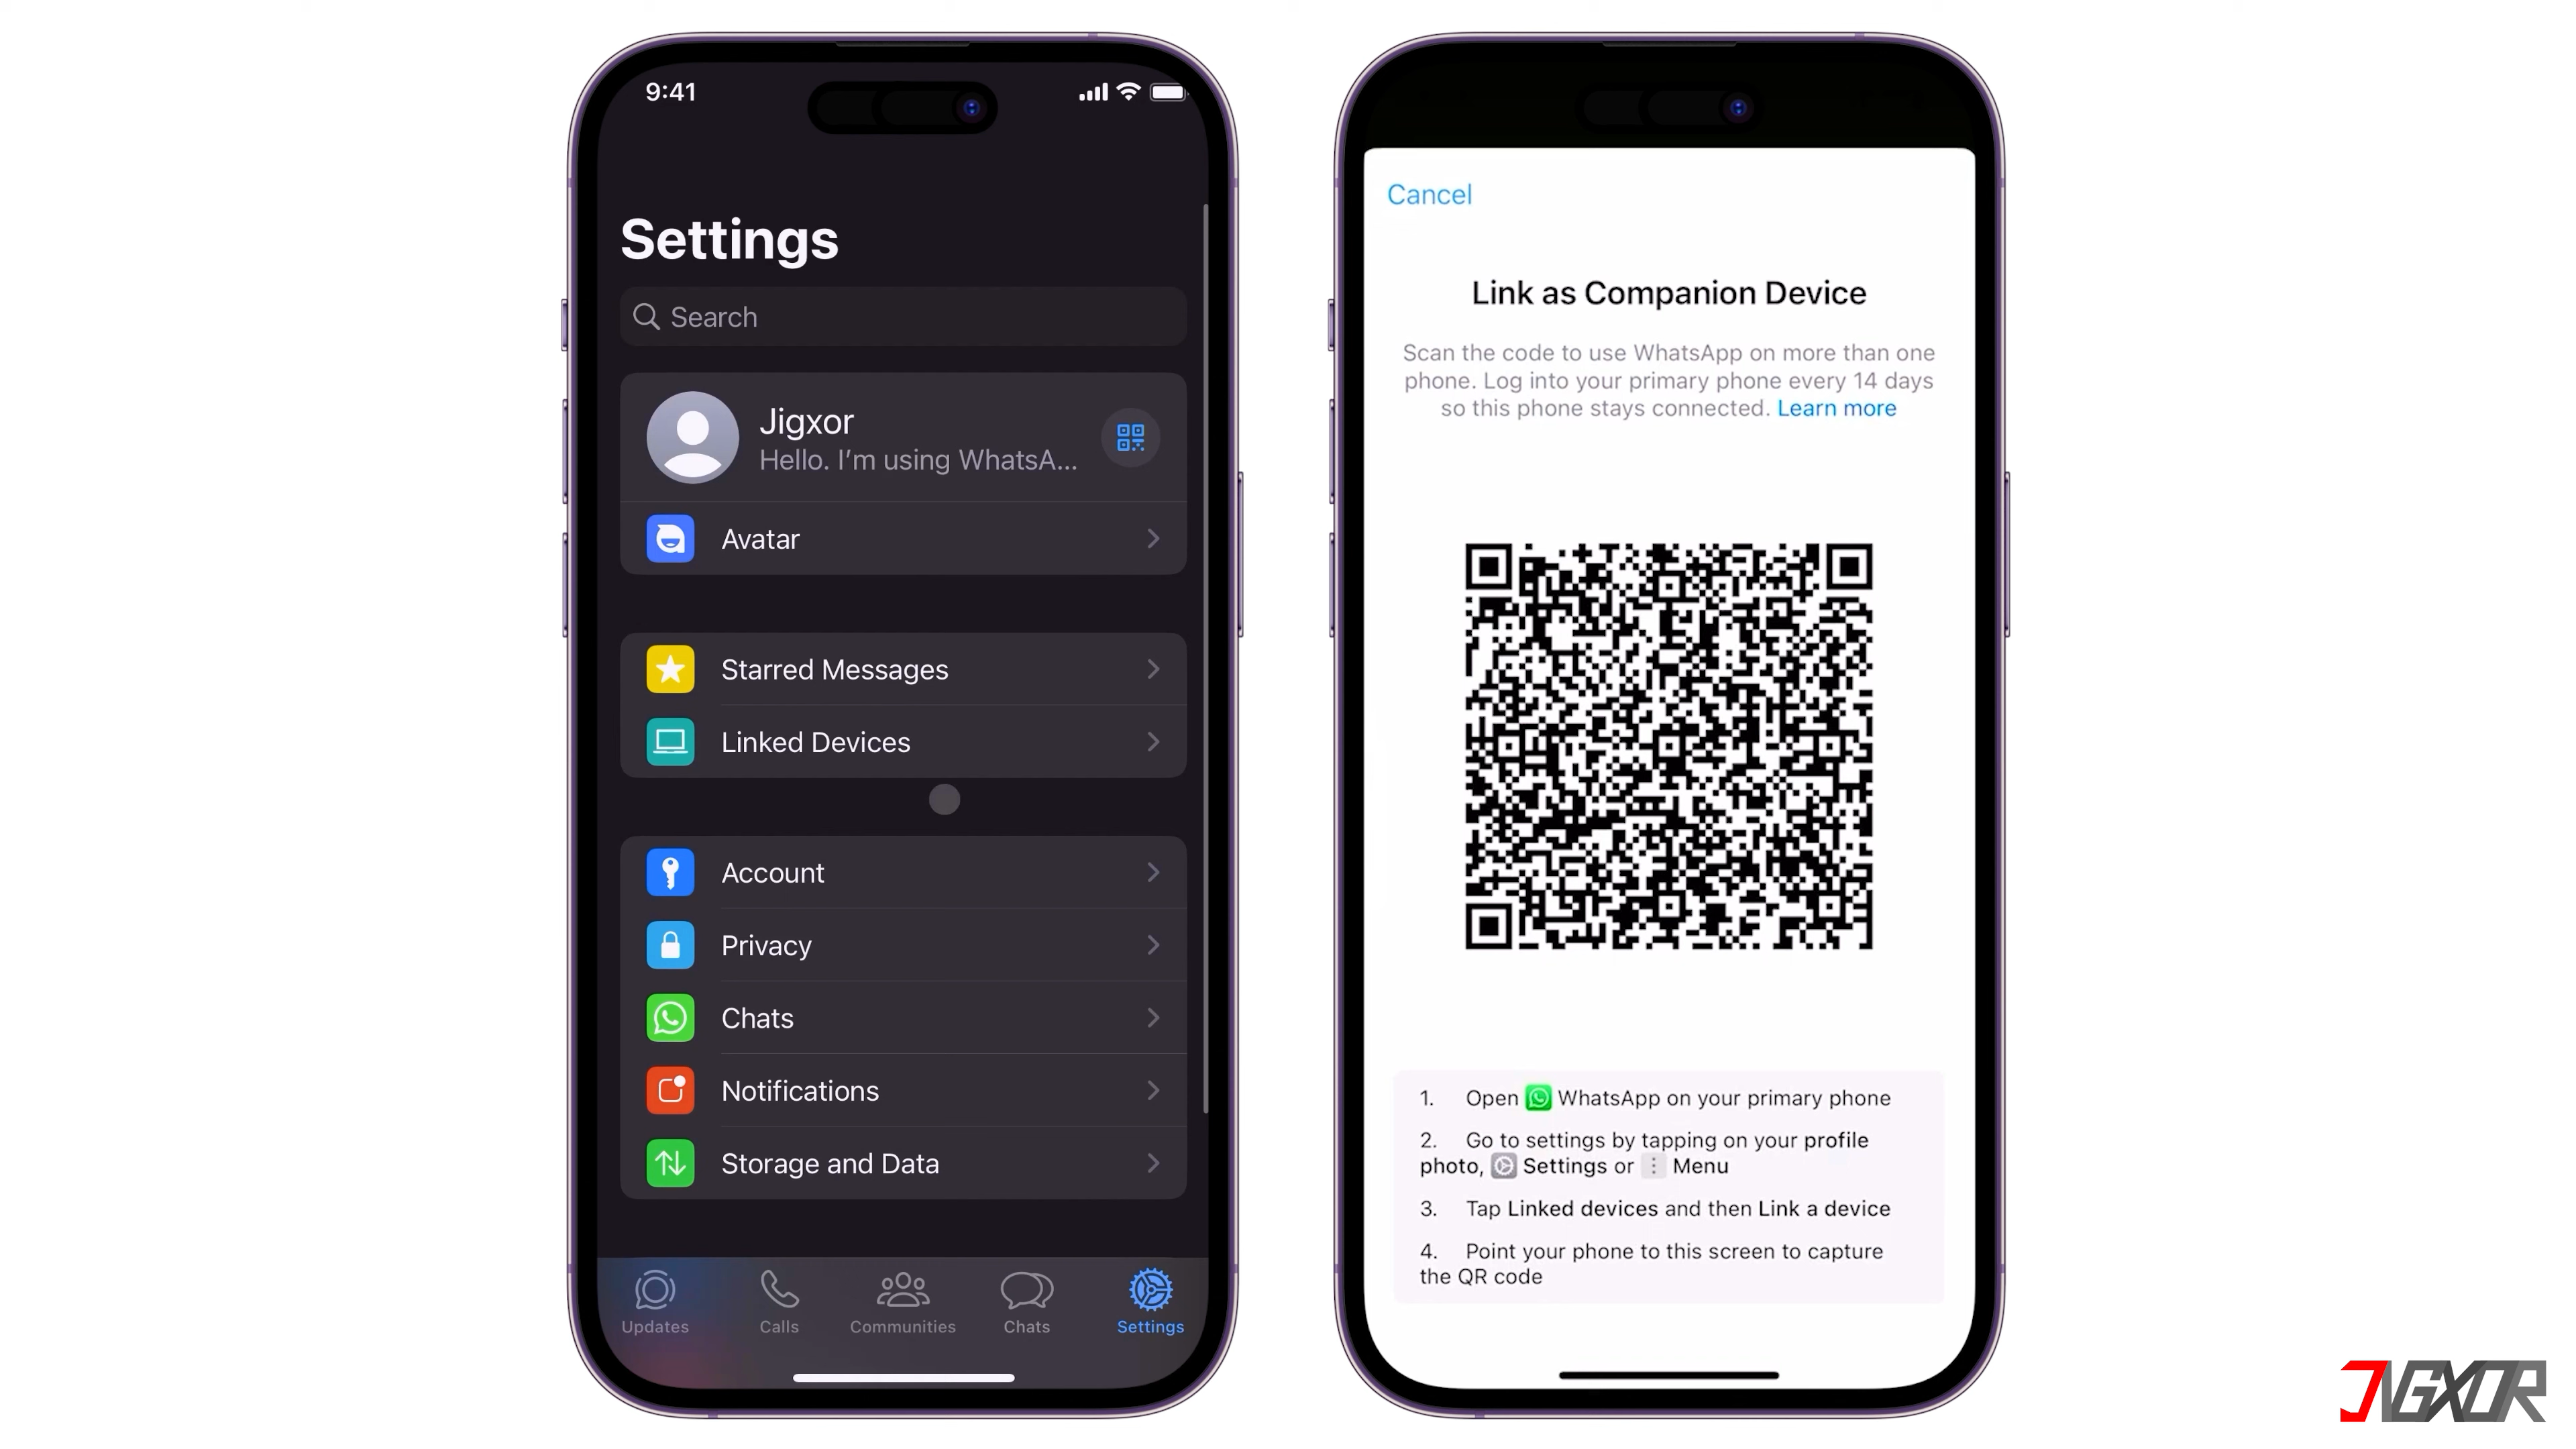 9:41
Settings
Search
Jigxor
Hello. I'm using WhatsA...
Avatar
Starred Messages
Linked Devices
Account
Privacy
Chats
Notifications
Storage and Data
Updates
Calls
Communities
Chats
Settings
Cancel
Link as Companion Device
Scan the code to use WhatsApp on more than one
phone. Log into your primary phone every 14 days
so this phone stays connected. Learn more
1. Open WhatsApp on your primary phone
2. Go to settings by tapping on your profile
photo, Settings or Menu
3. Tap Linked devices and then Link a device
4. Point your phone to this screen to capture
the QR code
JIGXOR